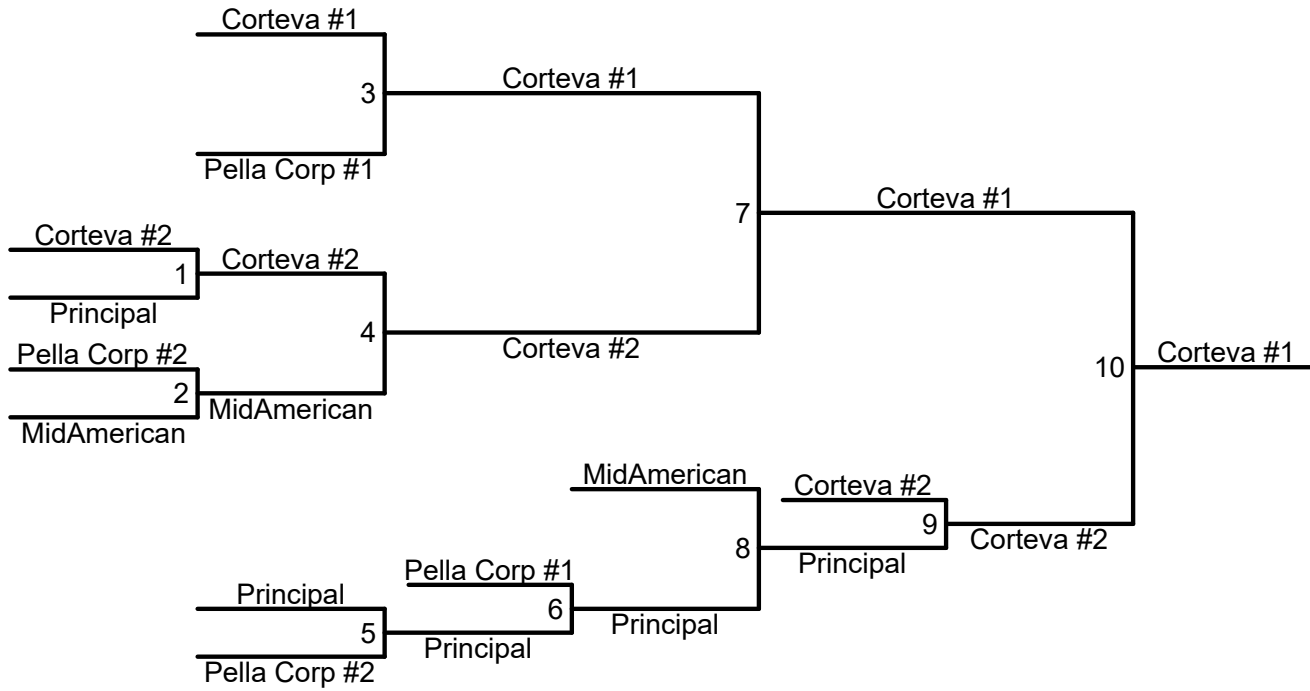 Corteva #1
3
Pella Corp #1
Corteva #1
Corteva #2
1
Principal
Corteva #2
Pella Corp #2
2
MidAmerican
MidAmerican
4
Corteva #2
7
Corteva #1
10
Corteva #1
MidAmerican
8
Corteva #2
9
Principal
Corteva #2
Pella Corp #1
6
Principal
Principal
5
Pella Corp #2
Principal